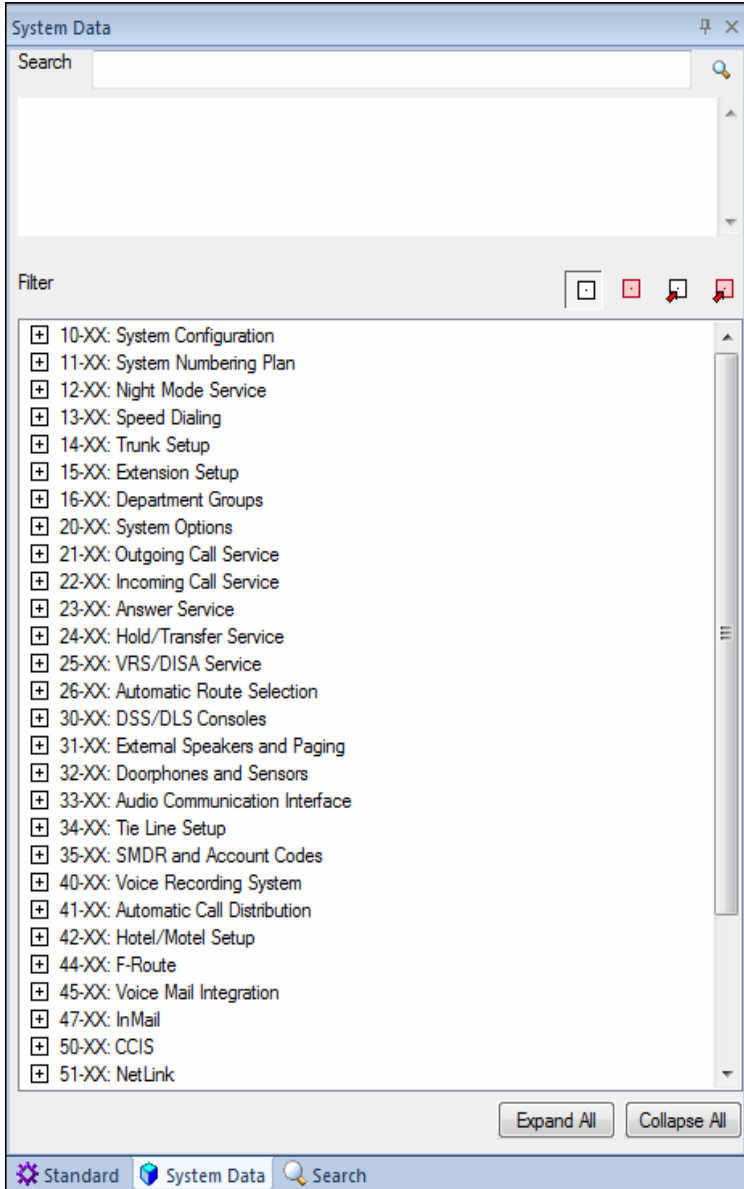 System Data
Search
Filter
10-XX: System Configuration
11-XX: System Numbering Plan
12-XX: Night Mode Service
13-XX: Speed Dialing
14-XX: Trunk Setup
15-XX: Extension Setup
16-XX: Department Groups
20-XX: System Options
21-XX: Outgoing Call Service
22-XX: Incoming Call Service
23-XX: Answer Service
24-XX: Hold/Transfer Service
25-XX: VRS/DISA Service
26-XX: Automatic Route Selection
30-XX: DSS/DLS Consoles
31-XX: External Speakers and Paging
32-XX: Doorphones and Sensors
33-XX: Audio Communication Interface
34-XX: Tie Line Setup
35-XX: SMDR and Account Codes
40-XX: Voice Recording System
41-XX: Automatic Call Distribution
42-XX: Hotel/Motel Setup
44-XX: F-Route
45-XX: Voice Mail Integration
47-XX: InMail
50-XX: CCIS
51-XX: NetLink
Expand All Collapse All
Standard System Data Search